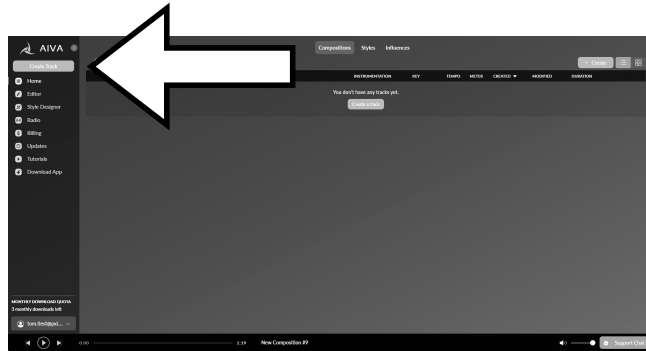 AIVA
Create Track
Home
Editor
Style Designer
Radio
Billing
Updates
Tutorials
Download App
MONTHLY DOWNLOAD QUOTA
3 monthly downloads left
Compositions Styles Influences
+ Create
INSTRUMENTATION KEY TEMPO METER CREATED ▼ MODIFIED DURATION
You don't have any tracks yet.
Create a track
0:00 1:19 New Composition #9
Support Chat